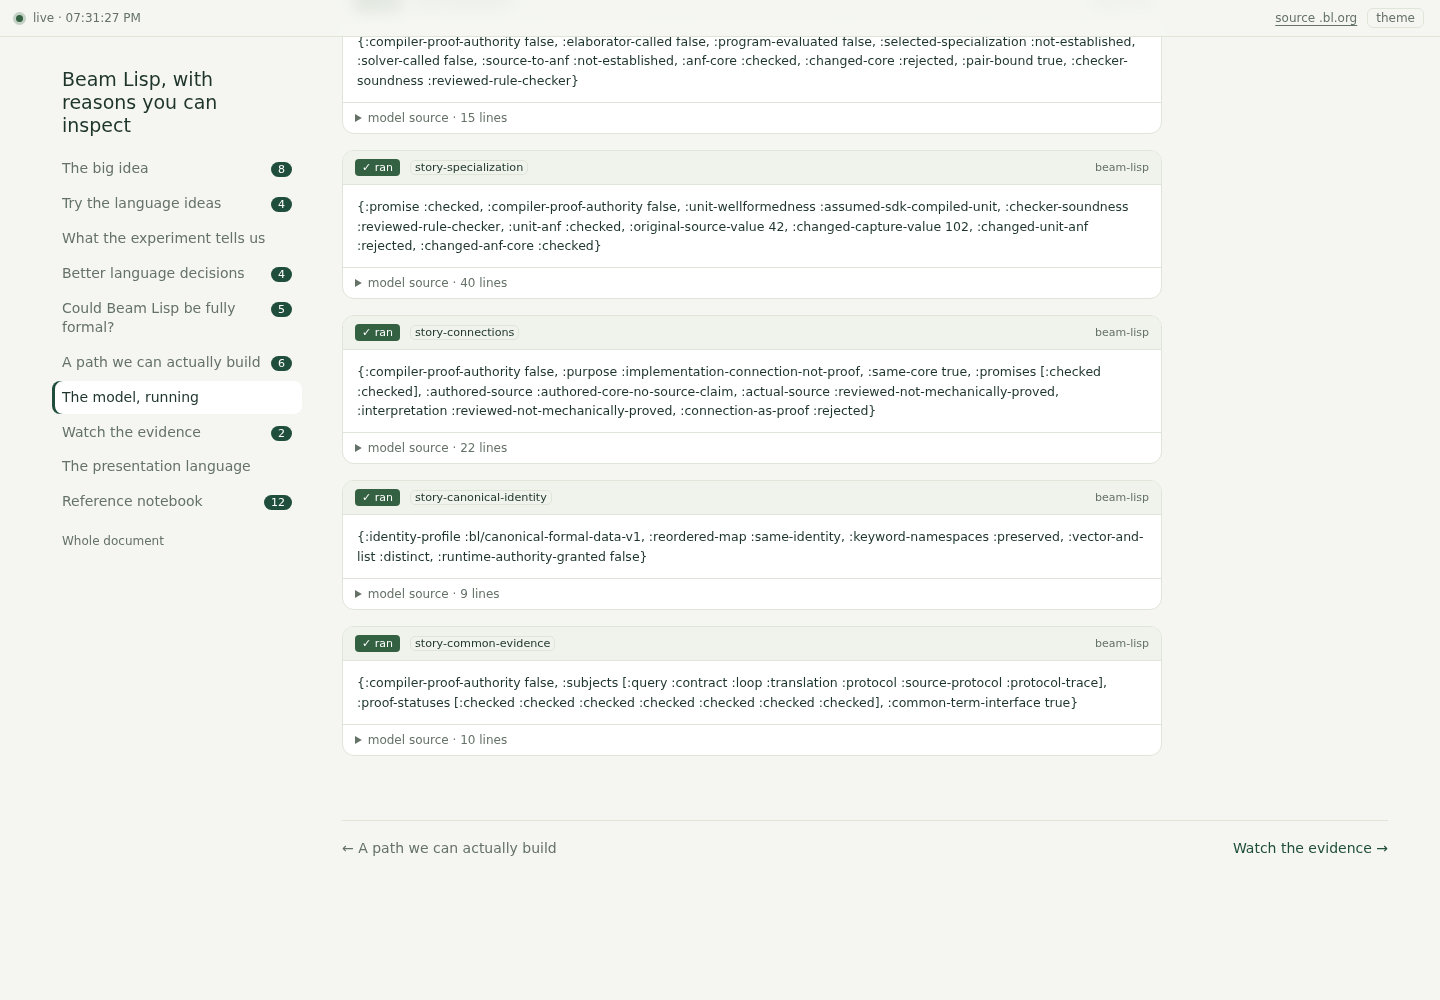 live · 07:31:27 PM
source .bl.org
theme
Beam Lisp, with
reasons you can
inspect
The big idea 8
Try the language ideas 4
What the experiment tells us
Better language decisions 4
Could Beam Lisp be fully
formal? 5
A path we can actually build 6
The model, running
Watch the evidence 2
The presentation language
Reference notebook 12
Whole document
{:compiler-proof-authority false, :elaborator-called false, :program-evaluated false, :selected-specialization :not-established,
:solver-called false, :source-to-anf :not-established, :anf-core :checked, :changed-core :rejected, :pair-bound true, :checker-
soundness :reviewed-rule-checker}
▶ model source · 15 lines
✓ ran story-specialization beam-lisp
{:promise :checked, :compiler-proof-authority false, :unit-wellformedness :assumed-sdk-compiled-unit, :checker-soundness
:reviewed-rule-checker, :unit-anf :checked, :original-source-value 42, :changed-capture-value 102, :changed-unit-anf
:rejected, :changed-anf-core :checked}
▶ model source · 40 lines
✓ ran story-connections beam-lisp
{:compiler-proof-authority false, :purpose :implementation-connection-not-proof, :same-core true, :promises [:checked
:checked], :authored-source :authored-core-no-source-claim, :actual-source :reviewed-not-mechanically-proved,
:interpretation :reviewed-not-mechanically-proved, :connection-as-proof :rejected}
▶ model source · 22 lines
✓ ran story-canonical-identity beam-lisp
{:identity-profile :bl/canonical-formal-data-v1, :reordered-map :same-identity, :keyword-namespaces :preserved, :vector-and-
list :distinct, :runtime-authority-granted false}
▶ model source · 9 lines
✓ ran story-common-evidence beam-lisp
{:compiler-proof-authority false, :subjects [:query :contract :loop :translation :protocol :source-protocol :protocol-trace],
:proof-statuses [:checked :checked :checked :checked :checked :checked :checked], :common-term-interface true}
▶ model source · 10 lines
← A path we can actually build
Watch the evidence →